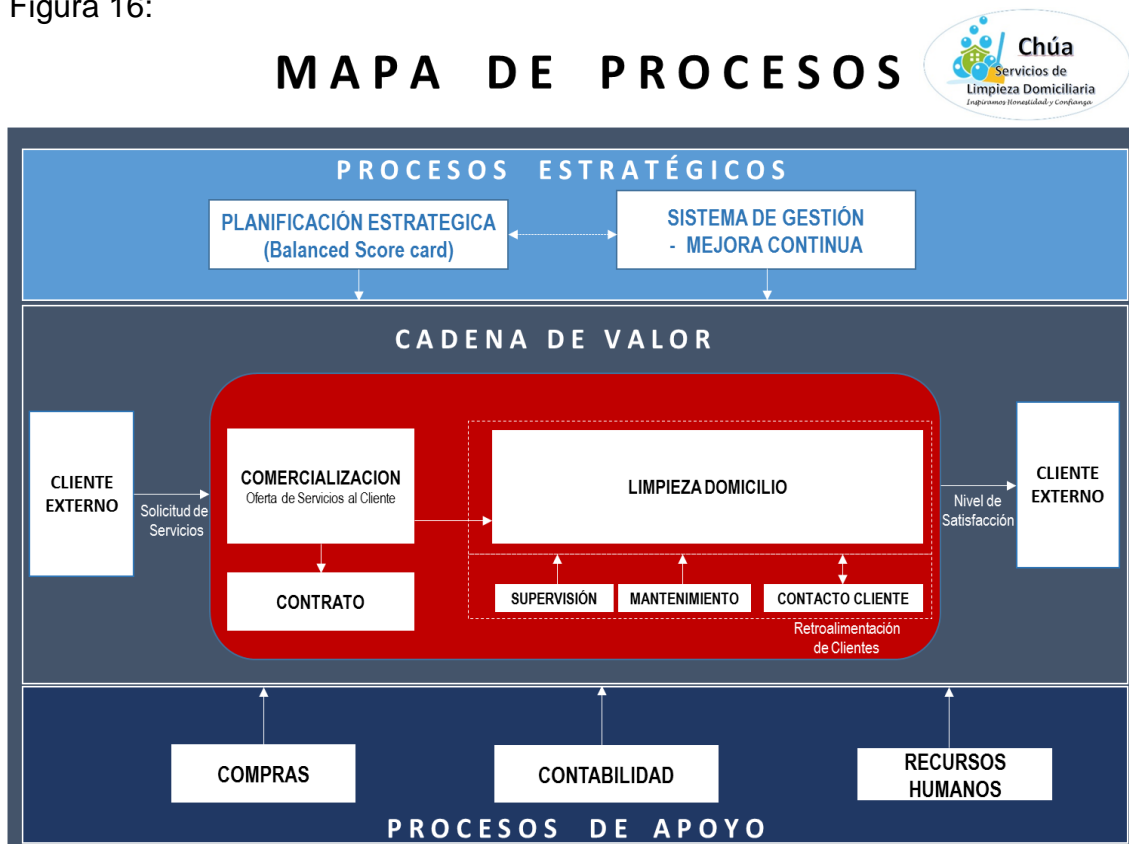 Figura 16:
MAPA DE PROCESOS
Chúa
Servicios de
Limpieza Domiciliaria
Inspiramos Honestidad y Confianza
PROCESOS ESTRATÉGICOS
PLANIFICACIÓN ESTRATEGICA
(Balanced Score card)
SISTEMA DE GESTIÓN
- MEJORA CONTINUA
CADENA DE VALOR
CLIENTE
EXTERNO
Solicitud de
Servicios
COMERCIALIZACION
Oferta de Servicios al Cliente
CONTRATO
LIMPIEZA DOMICILIO
SUPERVISIÓN
MANTENIMIENTO
CONTACTO CLIENTE
Retroalimentación
de Clientes
Nivel de
Satisfacción
CLIENTE
EXTERNO
COMPRAS
CONTABILIDAD
RECURSOS
HUMANOS
PROCESOS DE APOYO